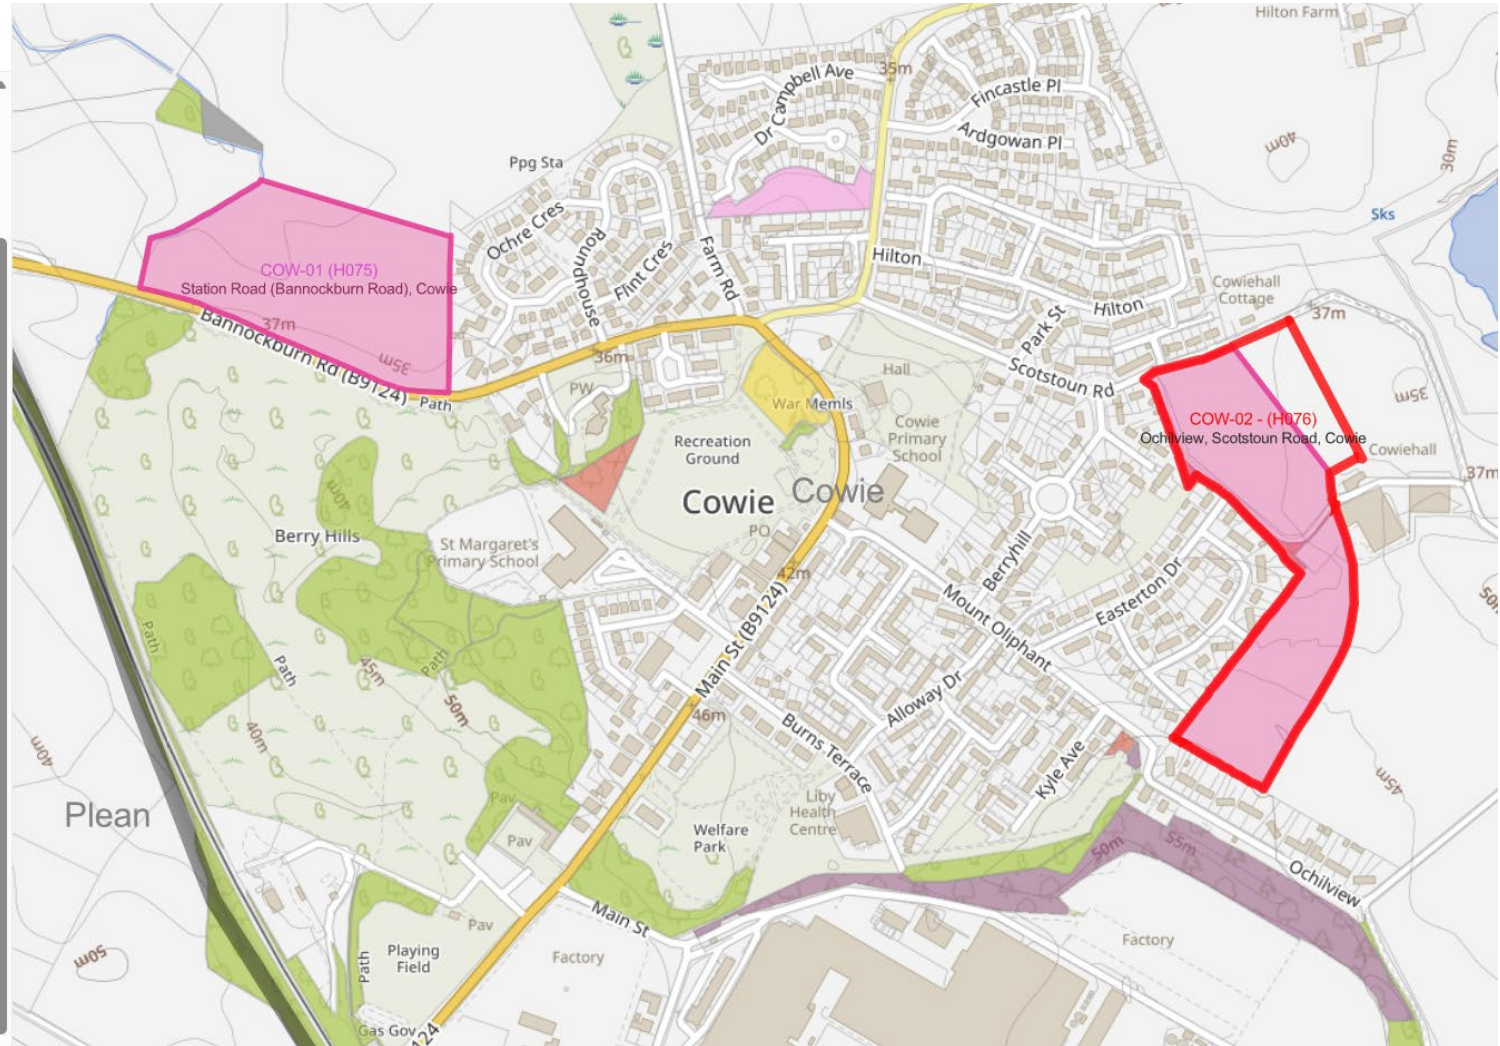 Hilton Farm
35m
Dr Campbell Ave
Fincastle Pl
Ardgowan Pl
40m
30m
Ppg Sta
Ochre Cres
Roundhouse
Flint Cres
Farm Rd
Sks
Hilton
COW-01 (H075)
Station Road (Bannockburn Road), Cowie
Cowiehall
Cottage
Hilton
37m
37m
Bannockburn Rd (B9124)
35m
Path
36m
PW
S Park St
Scotstoun Rd
Hall
War Memls
35m
COW-02 - (H076)
Ochilview, Scotstoun Road, Cowie
Cowie
Primary
School
Recreation
Ground
Cowiehall
37m
Cowie
Cowie
40m
PO
Berry Hills
St Margaret's
Primary School
42m
Berryhill
Easterton Dr
Mount Oliphant
50m
Path
Path
Path
45m
50m
40m
Main St (B9124)
46m
Alloway Dr
Burns Terrace
Kyle Ave
40m
45m
Plean
Pav
Pav
Liby
Health
Centre
Welfare
Park
50m
55m
Ochilview
Main St
Pav
Playing
Field
Path
Factory
Factory
50m
Gas Gov
124